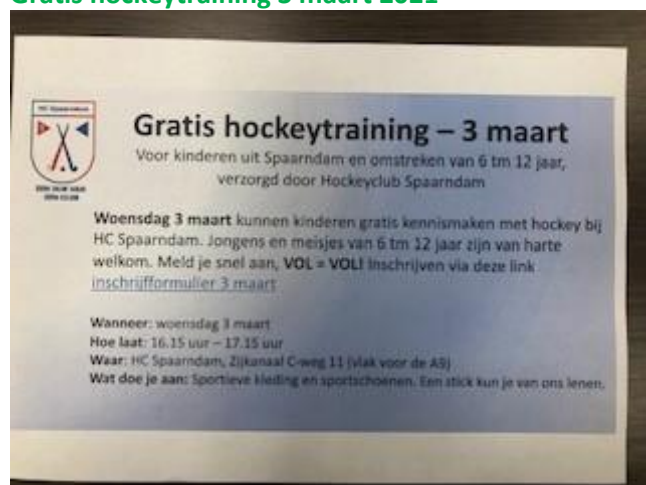 Gratis hockeytraining 3 maart 2021
HC Spaarndam
Gratis hockeytraining – 3 maart
Voor kinderen uit Spaarndam en omstreken van 6 tm 12 jaar,
verzorgd door Hockeyclub Spaarndam
Woensdag 3 maart kunnen kinderen gratis kennismaken met hockey bij
HC Spaarndam. Jongens en meisjes van 6 tm 12 jaar zijn van harte
welkom. Meld je snel aan, VOL = VOL! Inschrijven via deze link
inschrijfformulier 3 maart
Wanneer: woensdag 3 maart
Hoe laat: 16.15 uur – 17.15 uur
Waar: HC Spaarndam, Zijkanaal C-weg 11 (vlak voor de A9)
Wat doe je aan: Sportieve kleding en sportschoenen. Een stick kun je van ons lenen.